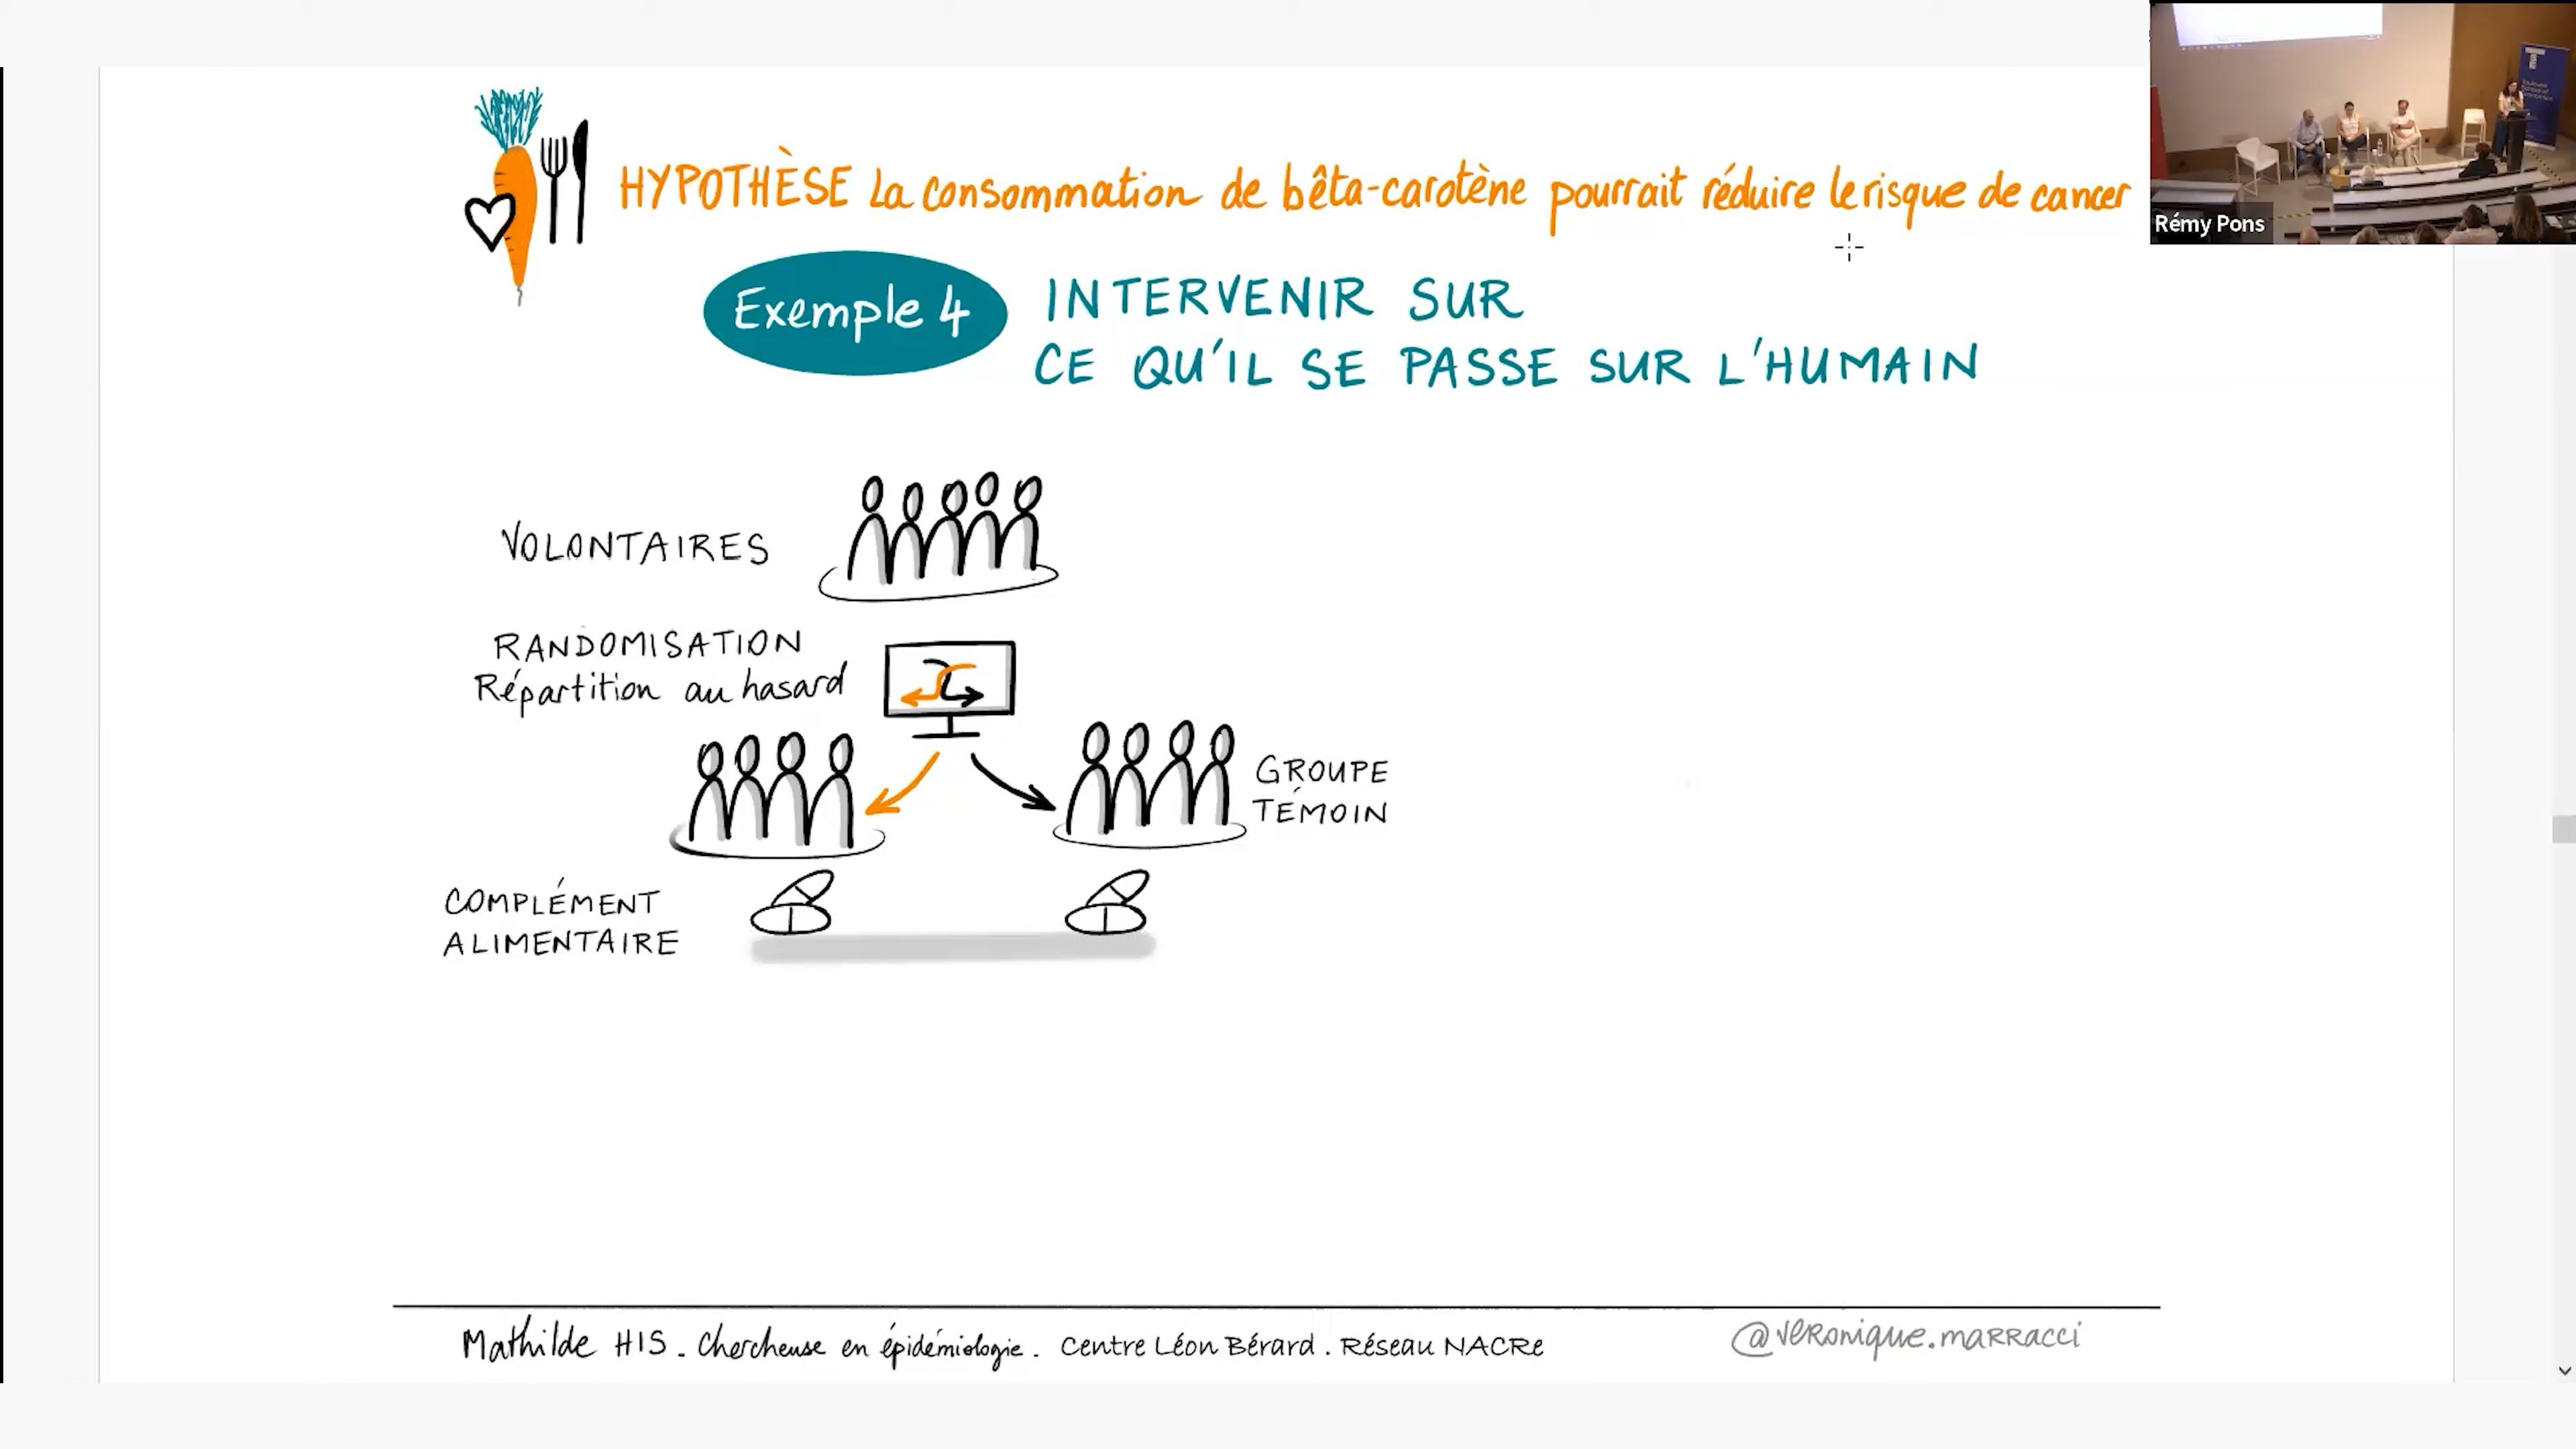 HYPOTHÈSE La consommation de bêta-carotène pourrait réduire le risque de cancer
Rémy Pons
Exemple 4
INTERVENIR SUR
CE QU'IL SE PASSE SUR L'HUMAIN
VOLONTAIRES
RANDOMISATION
Répartition au hasard
GROUPE
TÉMOIN
COMPLÉMENT
ALIMENTAIRE
Mathilde HIS. Chercheuse en épidémiologie. Centre Léon Bérard. Réseau NACRe
@veronique.marracci